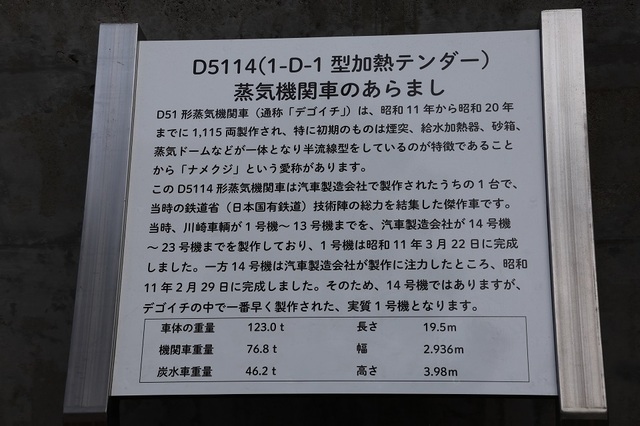 D5114(1-D-1 型加熱テンダー)
蒸気機関車のあらまし
D51 形蒸気機関車（通称「デゴイチ」）は、昭和 11 年から昭和 20 年
までに 1,115 両製作され、特に初期のものは煙突、給水加熱器、砂箱、
蒸気ドームなどが一体となり半流線型をしているのが特徴であること
から「ナメクジ」という愛称があります。
この D5114 形蒸気機関車は汽車製造会社で製作されたうちの 1 台で、
当時の鉄道省（日本国有鉄道）技術陣の総力を結集した傑作車です。
当時、川崎車輌が 1 号機～ 13 号機までを、汽車製造会社が 14 号機
～ 23 号機までを製作しており、1 号機は昭和 11 年 3 月 22 日に完成
しました。一方 14 号機は汽車製造会社が製作に注力したところ、昭和
11 年 2 月 29 日に完成しました。そのため、14 号機ではありますが、
デゴイチの中で一番早く製作された、実質 1 号機となります。
車体の重量 123.0 t 長さ 19.5m
機関車重量 76.8 t 幅 2.936m
炭水車重量 46.2 t 高さ 3.98m